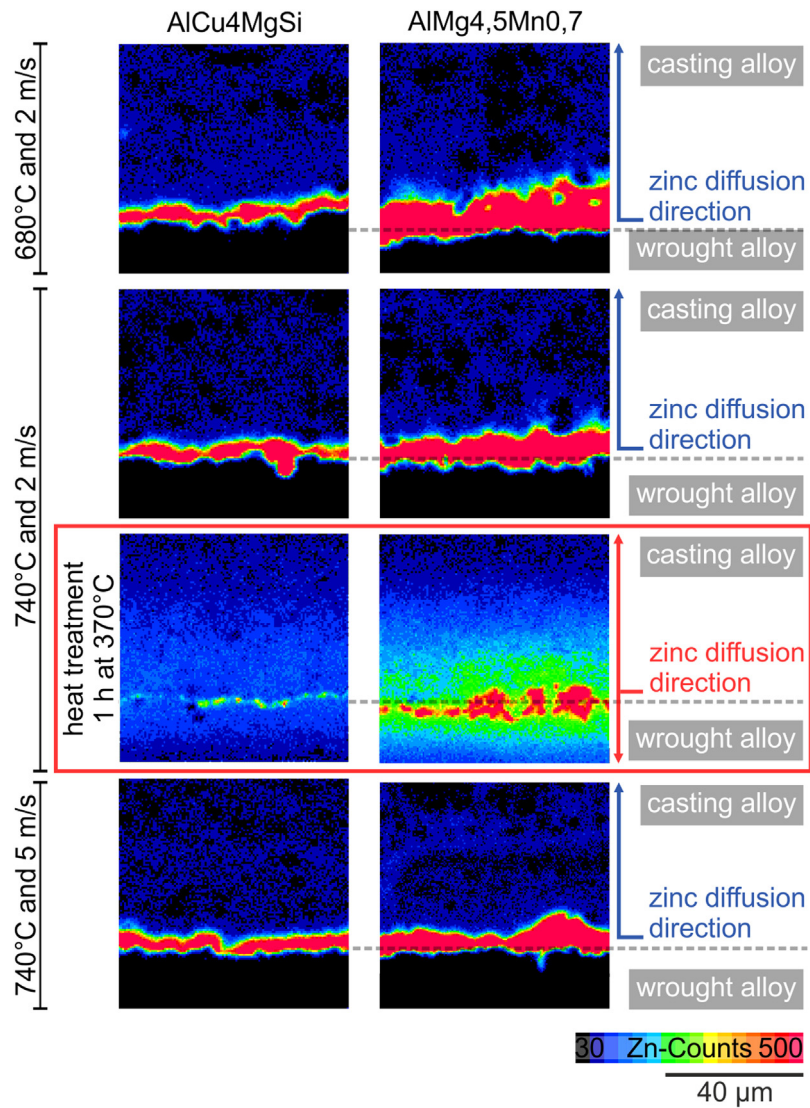 AlCu4MgSi
AlMg4,5Mn0,7
680°C and 2 m/s
casting alloy
zinc diffusion
direction
wrought alloy
740°C and 2 m/s
casting alloy
zinc diffusion
direction
wrought alloy
heat treatment
1 h at 370°C
casting alloy
zinc diffusion
direction
wrought alloy
740°C and 5 m/s
casting alloy
zinc diffusion
direction
wrought alloy
30 Zn-Counts 500
40 µm